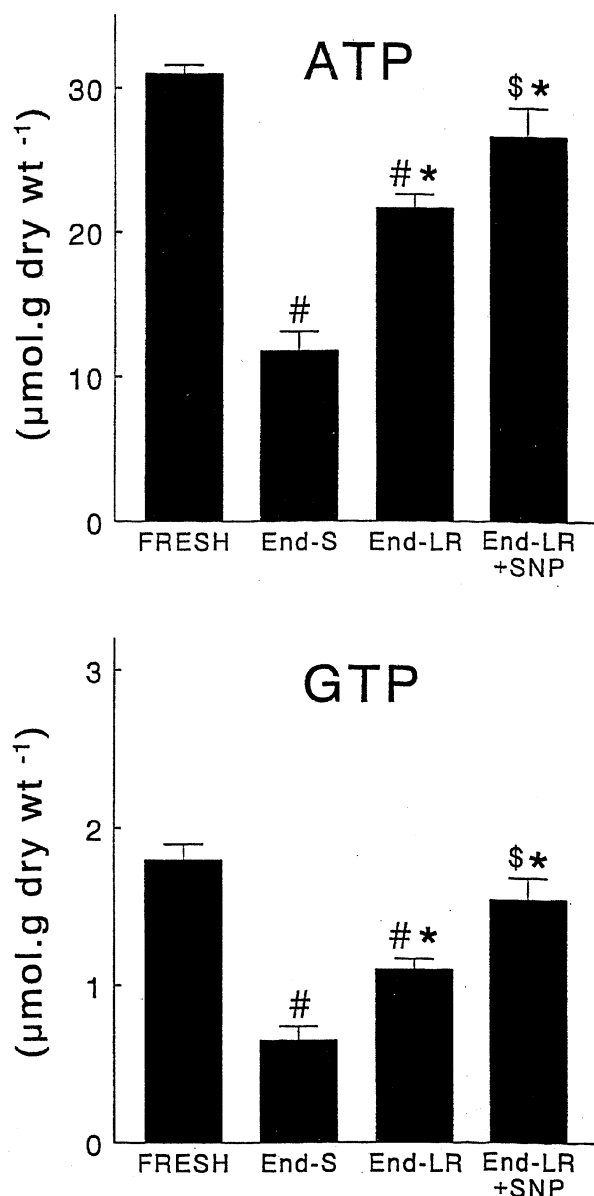 ATP
(µmol.g dry wt -1)
30
20
10
0
$*
#*
#
FRESH End-S End-LR End-LR
+SNP
GTP
(µmol.g dry wt -1)
3
2
1
0
$*
#*
#
FRESH End-S End-LR End-LR
+SNP